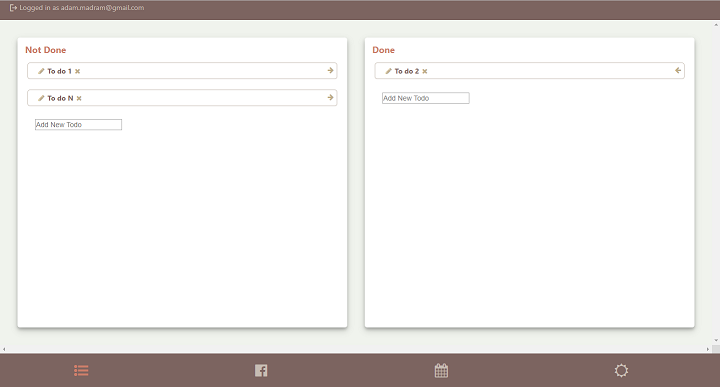 Logged in as adam.madram@gmail.com
Not Done
To do 1
To do N
Add New Todo
Done
To do 2
Add New Todo